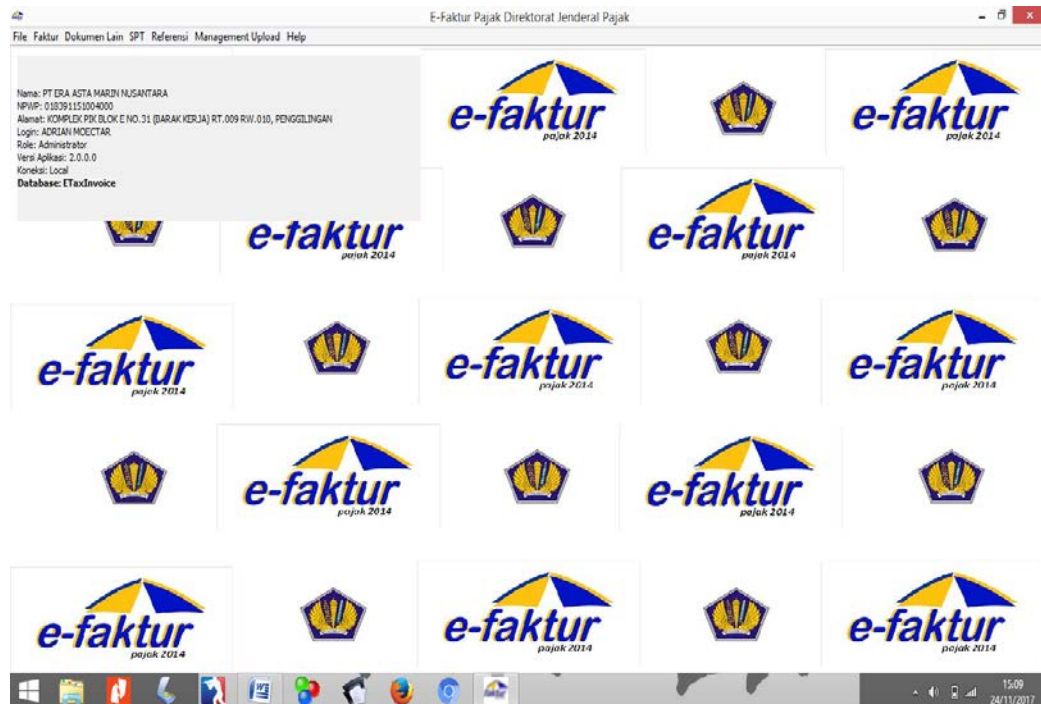 E-Faktur Pajak Direktorat Jenderal Pajak
File Faktur Dokumen Lain SPT Referensi Management Upload Help
Nama: PT ERA ASTA MARIN NUSANTARA
NPWP: 018391151004000
Alamat: KOMPLEK PIK BLOK E NO.31 (BARAK KERJA) RT.009 RW.010, PENGGILINGAN
Login: ADRIAN MOECTAR
Role: Administrator
Versi Aplikasi: 2.0.0.0
Koneksi: Local
Database: ETaxInvoice
e-faktur
pajak 2014
e-faktur
pajak 2014
e-faktur
pajak 2014
e-faktur
pajak 2014
e-faktur
pajak 2014
e-faktur
pajak 2014
e-faktur
pajak 2014
e-faktur
pajak 2014
e-faktur
pajak 2014
e-faktur
pajak 2014
e-faktur
pajak 2014
e-faktur
pajak 2014
faktur
15:09
24/11/2017